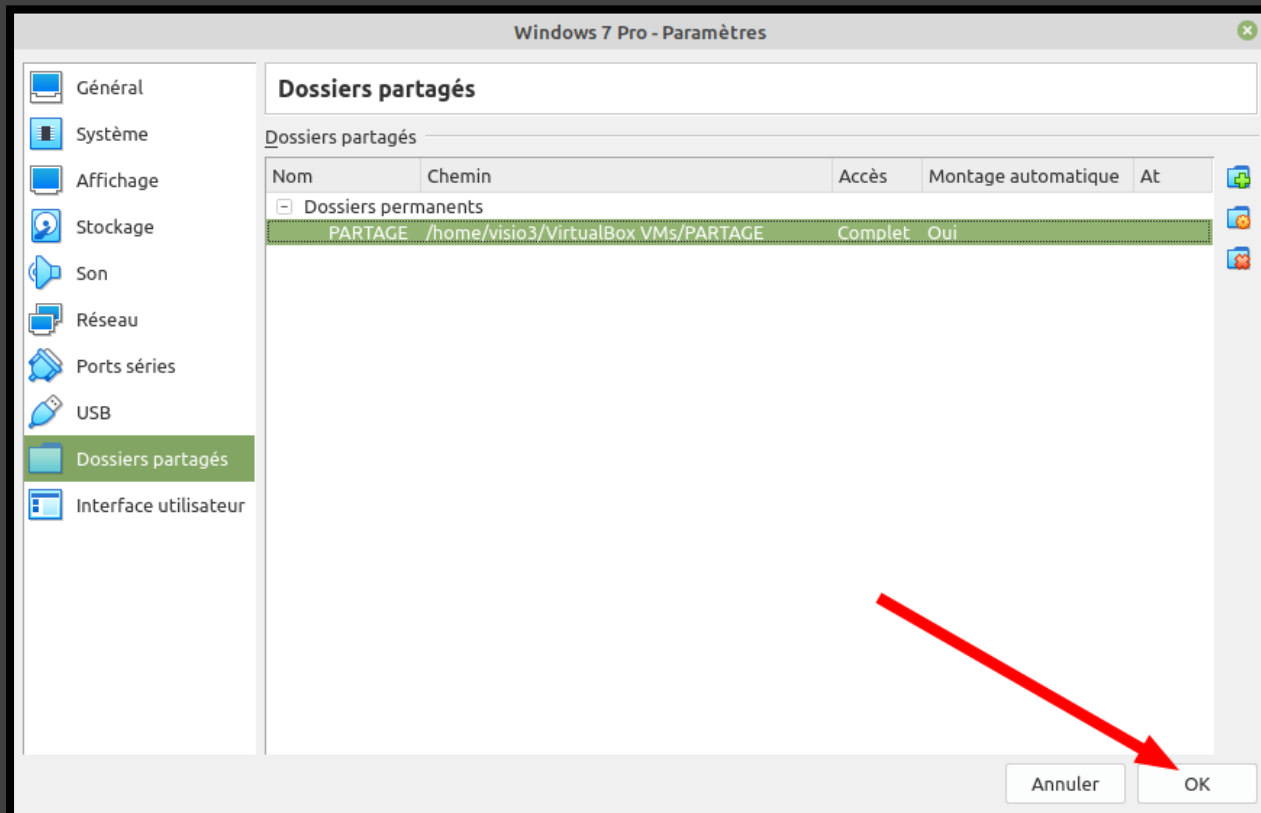 Windows 7 Pro - Paramètres
Général
Système
Affichage
Stockage
Son
Réseau
Ports séries
USB
Dossiers partagés
Interface utilisateur
Dossiers partagés
Dossiers partagés
Nom Chemin Accès Montage automatique At
Dossiers permanents
PARTAGE /home/visio3/VirtualBox VMs/PARTAGE Complet Oui
Annuler OK